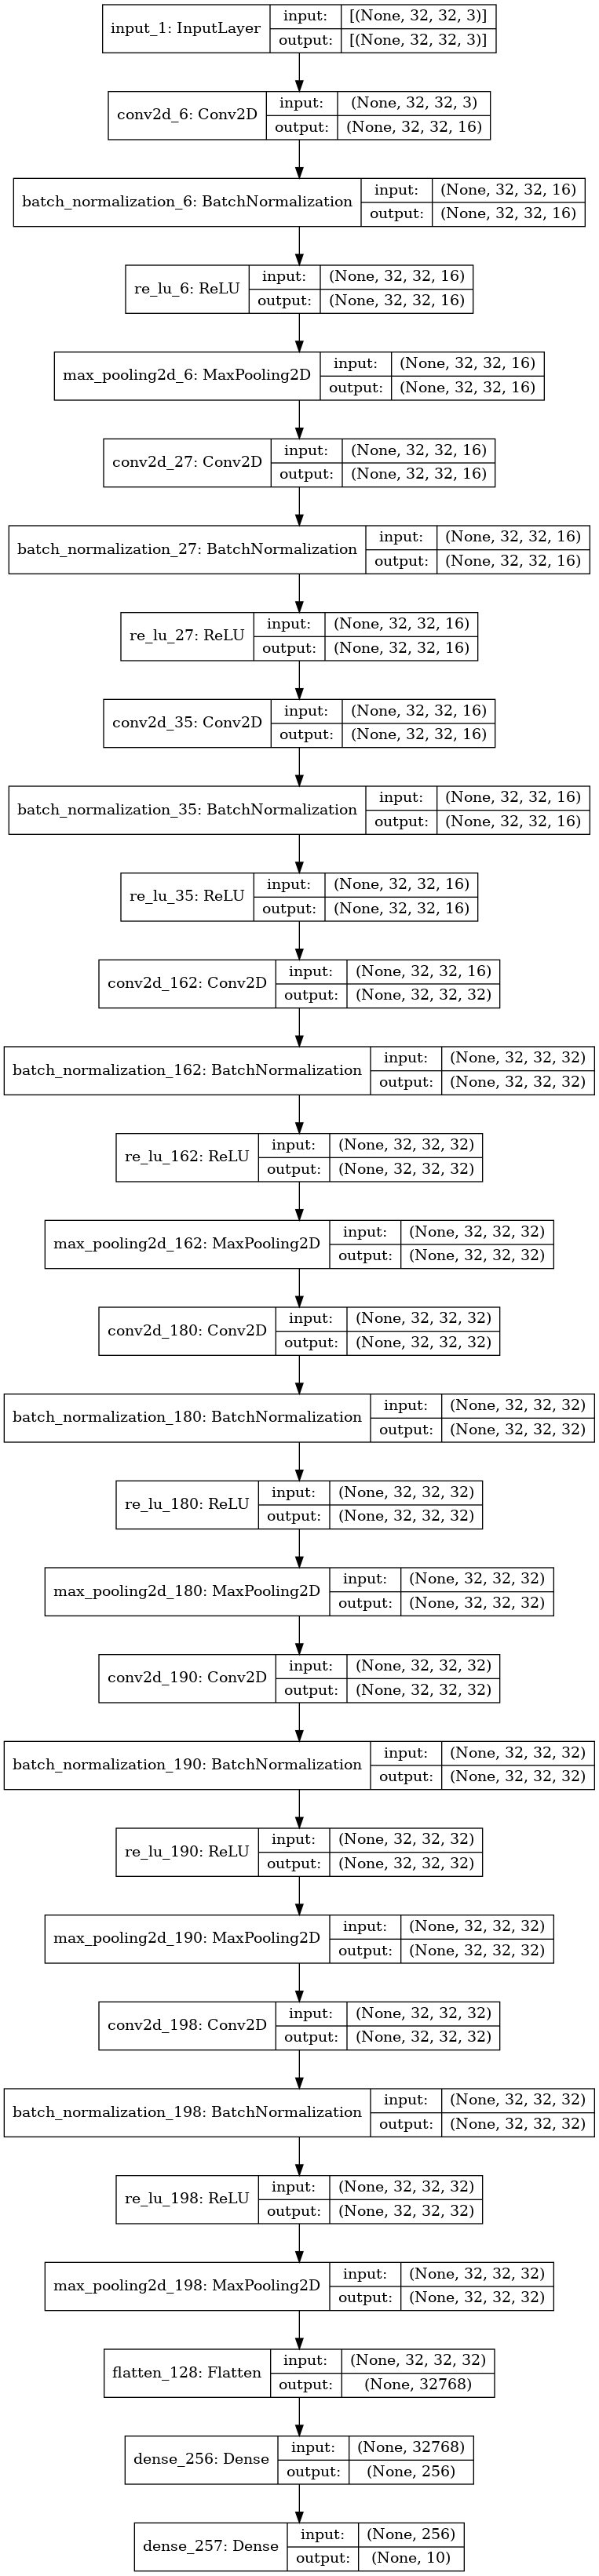 input_1: InputLayer input: [(None, 32, 32, 3)]
output: [(None, 32, 32, 3)]
conv2d_6: Conv2D input: (None, 32, 32, 3)
output: (None, 32, 32, 16)
batch_normalization_6: BatchNormalization input: (None, 32, 32, 16)
output: (None, 32, 32, 16)
re_lu_6: ReLU input: (None, 32, 32, 16)
output: (None, 32, 32, 16)
max_pooling2d_6: MaxPooling2D input: (None, 32, 32, 16)
output: (None, 32, 32, 16)
conv2d_27: Conv2D input: (None, 32, 32, 16)
output: (None, 32, 32, 16)
batch_normalization_27: BatchNormalization input: (None, 32, 32, 16)
output: (None, 32, 32, 16)
re_lu_27: ReLU input: (None, 32, 32, 16)
output: (None, 32, 32, 16)
conv2d_35: Conv2D input: (None, 32, 32, 16)
output: (None, 32, 32, 16)
batch_normalization_35: BatchNormalization input: (None, 32, 32, 16)
output: (None, 32, 32, 16)
re_lu_35: ReLU input: (None, 32, 32, 16)
output: (None, 32, 32, 16)
conv2d_162: Conv2D input: (None, 32, 32, 16)
output: (None, 32, 32, 32)
batch_normalization_162: BatchNormalization input: (None, 32, 32, 32)
output: (None, 32, 32, 32)
re_lu_162: ReLU input: (None, 32, 32, 32)
output: (None, 32, 32, 32)
max_pooling2d_162: MaxPooling2D input: (None, 32, 32, 32)
output: (None, 32, 32, 32)
conv2d_180: Conv2D input: (None, 32, 32, 32)
output: (None, 32, 32, 32)
batch_normalization_180: BatchNormalization input: (None, 32, 32, 32)
output: (None, 32, 32, 32)
re_lu_180: ReLU input: (None, 32, 32, 32)
output: (None, 32, 32, 32)
max_pooling2d_180: MaxPooling2D input: (None, 32, 32, 32)
output: (None, 32, 32, 32)
conv2d_190: Conv2D input: (None, 32, 32, 32)
output: (None, 32, 32, 32)
batch_normalization_190: BatchNormalization input: (None, 32, 32, 32)
output: (None, 32, 32, 32)
re_lu_190: ReLU input: (None, 32, 32, 32)
output: (None, 32, 32, 32)
max_pooling2d_190: MaxPooling2D input: (None, 32, 32, 32)
output: (None, 32, 32, 32)
conv2d_198: Conv2D input: (None, 32, 32, 32)
output: (None, 32, 32, 32)
batch_normalization_198: BatchNormalization input: (None, 32, 32, 32)
output: (None, 32, 32, 32)
re_lu_198: ReLU input: (None, 32, 32, 32)
output: (None, 32, 32, 32)
max_pooling2d_198: MaxPooling2D input: (None, 32, 32, 32)
output: (None, 32, 32, 32)
flatten_128: Flatten input: (None, 32, 32, 32)
output: (None, 32768)
dense_256: Dense input: (None, 32768)
output: (None, 256)
dense_257: Dense input: (None, 256)
output: (None, 10)